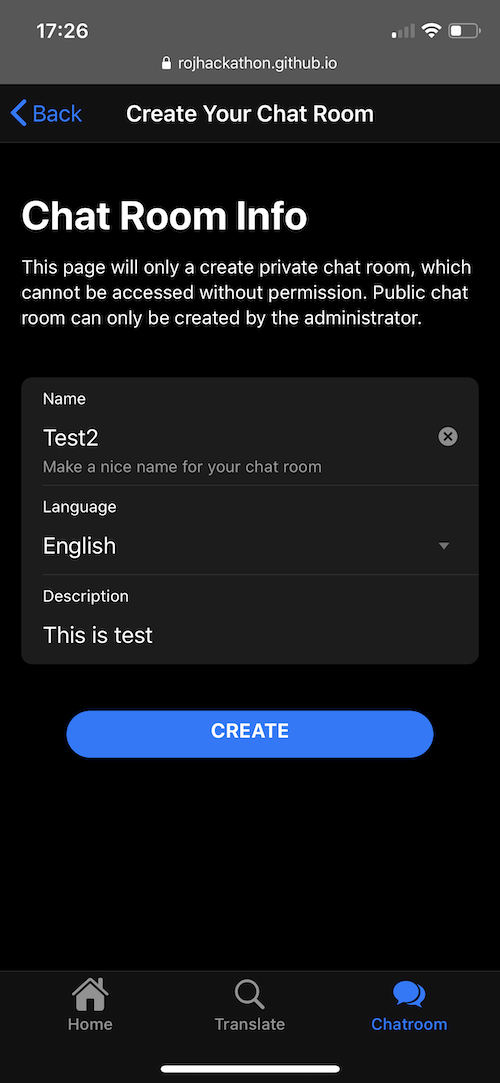 17:26
rojhackathon.github.io
Back
Create Your Chat Room
Chat Room Info
This page will only a create private chat room, which
cannot be accessed without permission. Public chat
room can only be created by the administrator.
Name
Test2
Make a nice name for your chat room
Language
English
Description
This is test
CREATE
Home
Translate
Chatroom